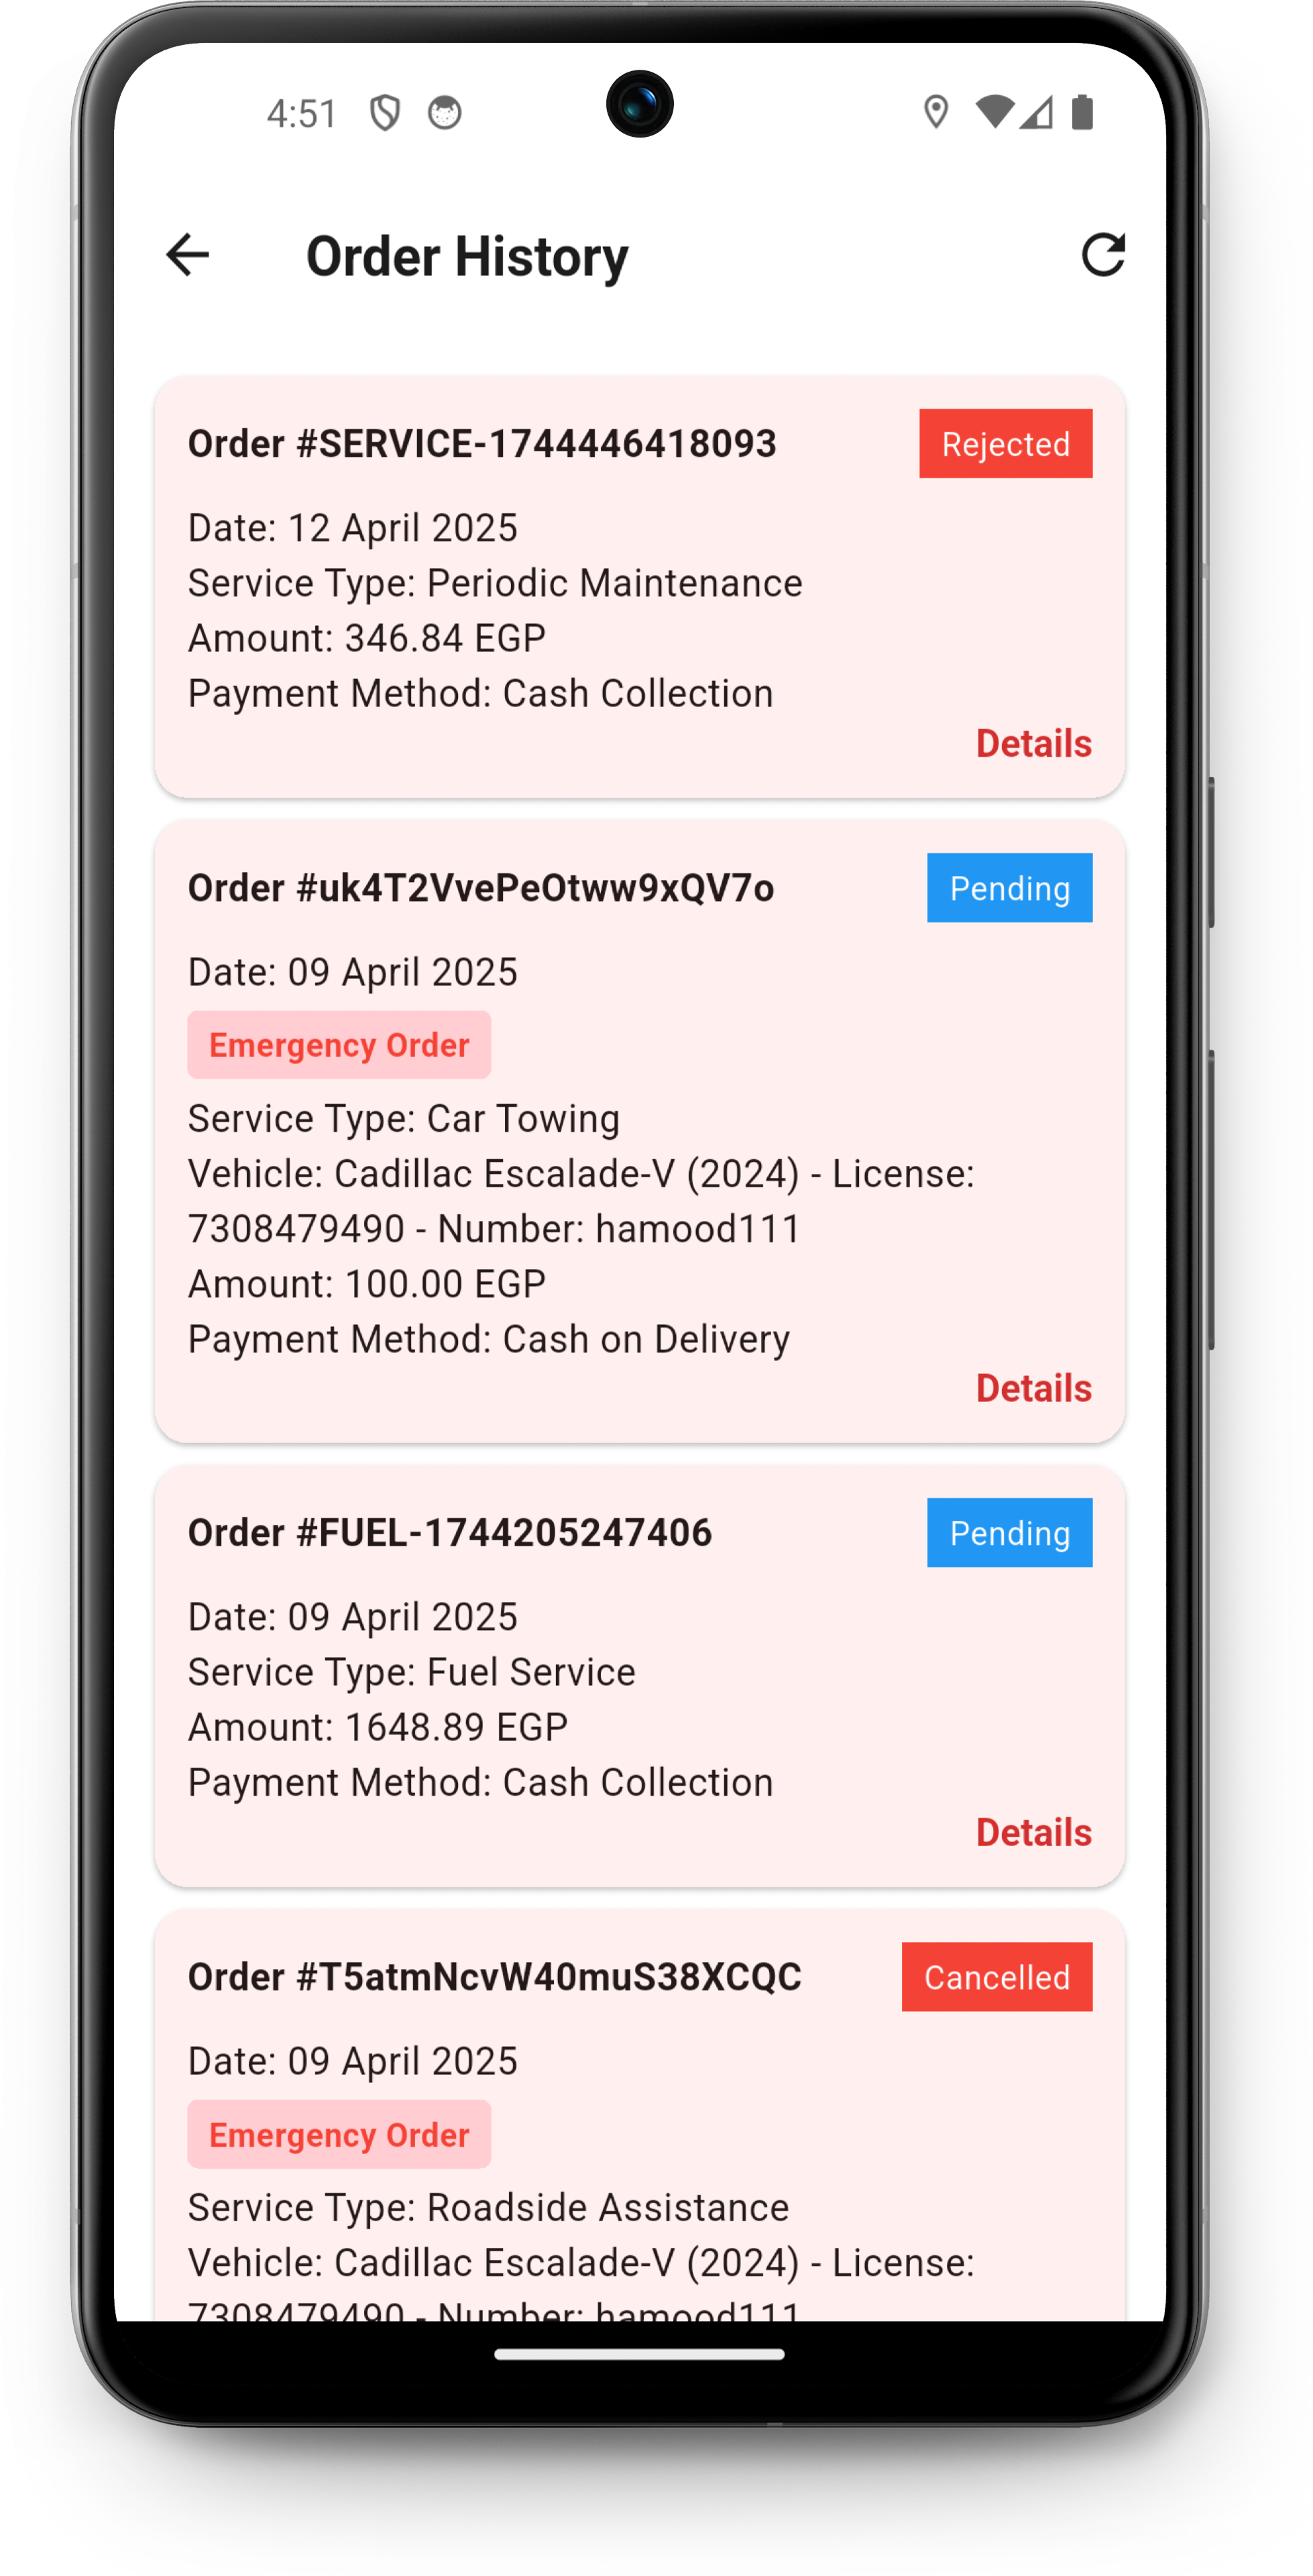 4:51
Order History
Order #SERVICE-1744446418093
Rejected
Date: 12 April 2025
Service Type: Periodic Maintenance
Amount: 346.84 EGP
Payment Method: Cash Collection
Details
Order #uk4T2VvePeOtww9xQV7o
Pending
Date: 09 April 2025
Emergency Order
Service Type: Car Towing
Vehicle: Cadillac Escalade-V (2024) - License:
7308479490 - Number: hamood111
Amount: 100.00 EGP
Payment Method: Cash on Delivery
Details
Order #FUEL-1744205247406
Pending
Date: 09 April 2025
Service Type: Fuel Service
Amount: 1648.89 EGP
Payment Method: Cash Collection
Details
Order #T5atmNcvW40muS38XCQC
Cancelled
Date: 09 April 2025
Emergency Order
Service Type: Roadside Assistance
Vehicle: Cadillac Escalade-V (2024) - License:
7308479490 - Number: hamood111